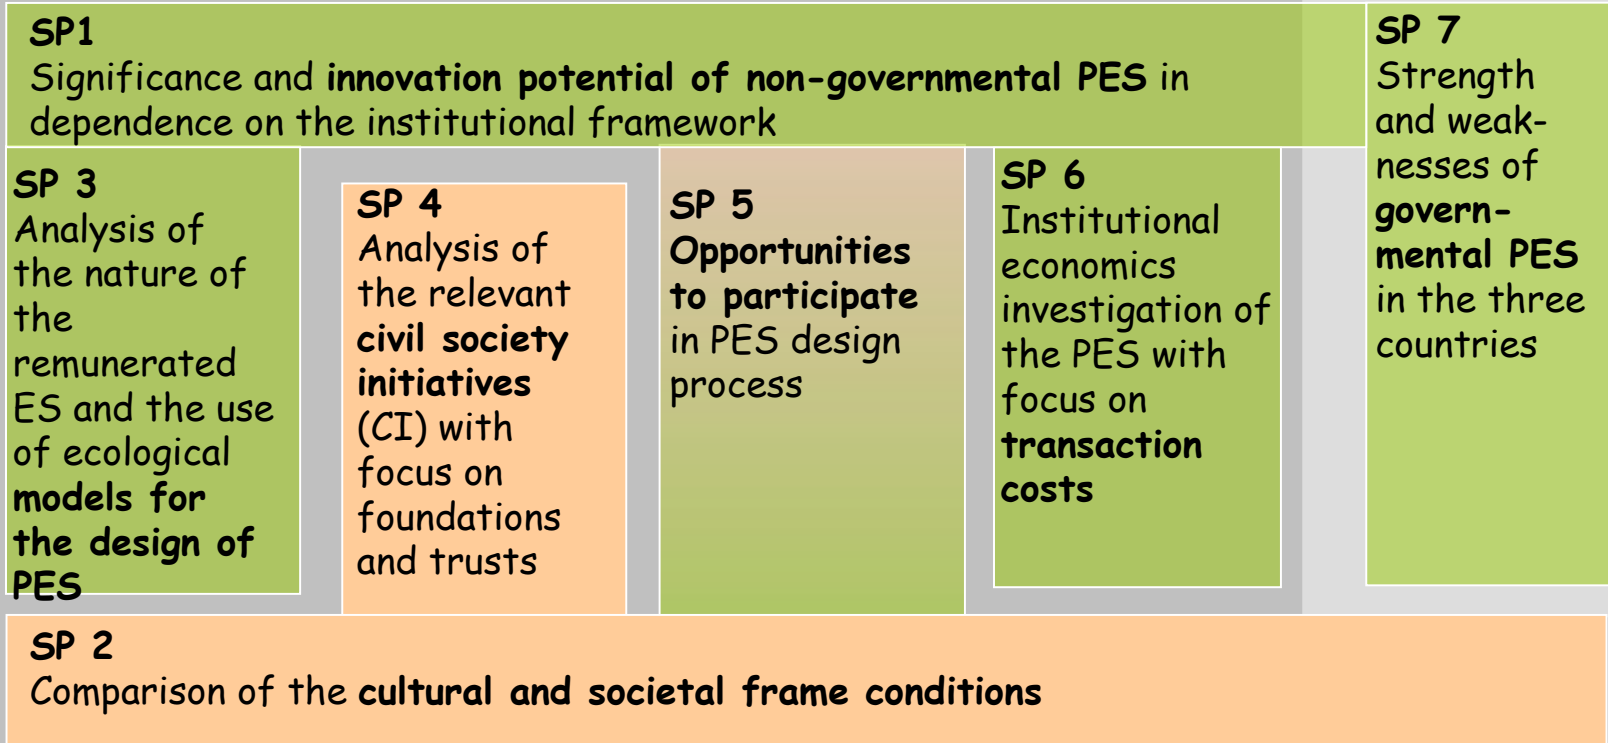 SP1
Significance and innovation potential of non-governmental PES in
dependence on the institutional framework
SP 3
Analysis of
the nature of
the
remunerated
ES and the use
of ecological
models for
the design of
PES
SP 4
Analysis of
the relevant
civil society
initiatives
(CI) with
focus on
foundations
and trusts
SP 5
Opportunities
to participate
in PES design
process
SP 6
Institutional
economics
investigation of
the PES with
focus on
transaction
costs
SP 7
Strength
and weak-
nesses of
govern-
mental PES
in the three
countries
SP 2
Comparison of the cultural and societal frame conditions